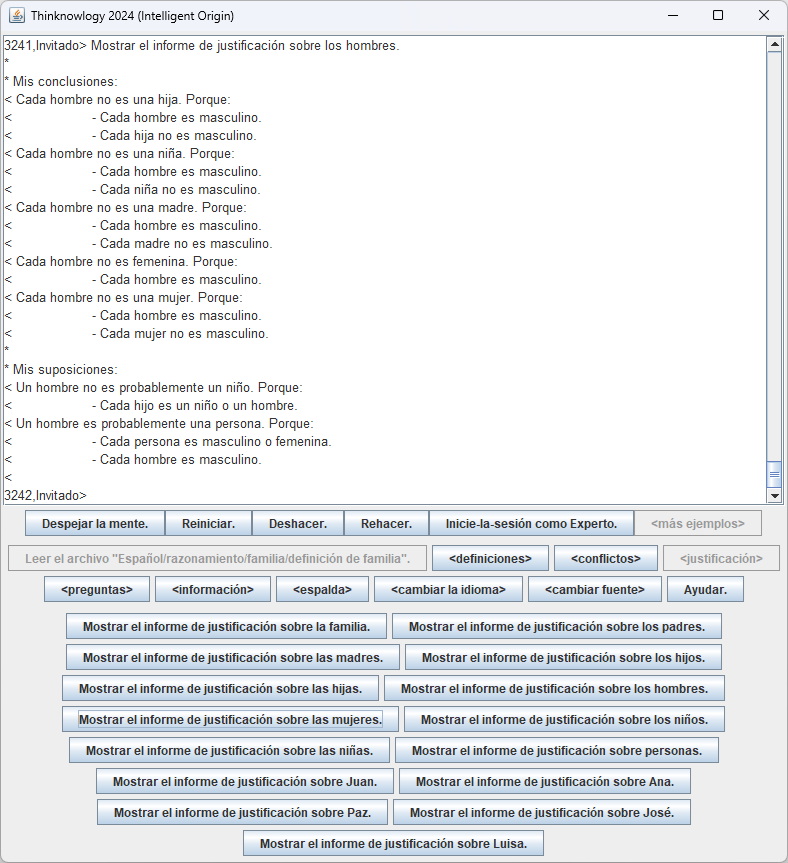 Thinknowlogy 2024 (Intelligent Origin)
3241,Invitado> Mostrar el informe de justificación sobre los hombres.
*
* Mis conclusiones:
< Cada hombre no es una hija. Porque:
< - Cada hombre es masculino.
< - Cada hija no es masculino.
< Cada hombre no es una niña. Porque:
< - Cada hombre es masculino.
< - Cada niña no es masculino.
< Cada hombre no es una madre. Porque:
< - Cada hombre es masculino.
< - Cada madre no es masculino.
< Cada hombre no es femenina. Porque:
< - Cada hombre es masculino.
< Cada hombre no es una mujer. Porque:
< - Cada hombre es masculino.
< - Cada mujer no es masculino.
*
* Mis suposiciones:
< Un hombre no es probablemente un niño. Porque:
< - Cada hijo es un niño o un hombre.
< Un hombre es probablemente una persona. Porque:
< - Cada persona es masculino o femenina.
< - Cada hombre es masculino.
<
3242,Invitado>
Despejar la mente. Reiniciar. Deshacer. Rehacer. Inicie-la-sesión como Experto. <más ejemplos>
Leer el archivo "Español/razonamiento/familia/definición de familia". <definiciones> <conflictos> <justificación>
<preguntas> <información> <espalda> <cambiar la idioma> <cambiar fuente> Ayudar.
Mostrar el informe de justificación sobre la familia. Mostrar el informe de justificación sobre los padres.
Mostrar el informe de justificación sobre las madres. Mostrar el informe de justificación sobre los hijos.
Mostrar el informe de justificación sobre las hijas. Mostrar el informe de justificación sobre los hombres.
Mostrar el informe de justificación sobre las mujeres. Mostrar el informe de justificación sobre los niños.
Mostrar el informe de justificación sobre las niñas. Mostrar el informe de justificación sobre personas.
Mostrar el informe de justificación sobre Juan. Mostrar el informe de justificación sobre Ana.
Mostrar el informe de justificación sobre Paz. Mostrar el informe de justificación sobre José.
Mostrar el informe de justificación sobre Luisa.